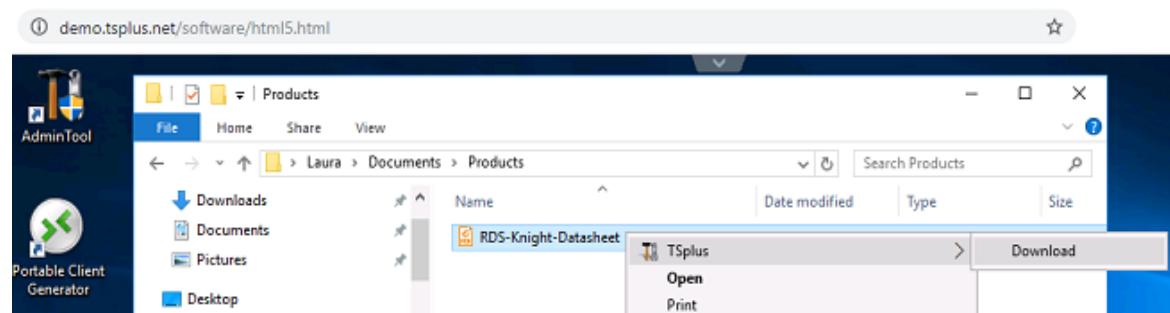 demo.tsplus.net/software/html5.html
Products
AdminTool
File Home Share View
Laura > Documents > Products
Search Products
Downloads
Name Date modified Type Size
Documents
RDS-Knight-Datasheet
TSplus
Download
Pictures
Open
Portable Client
Generator
Desktop
Print